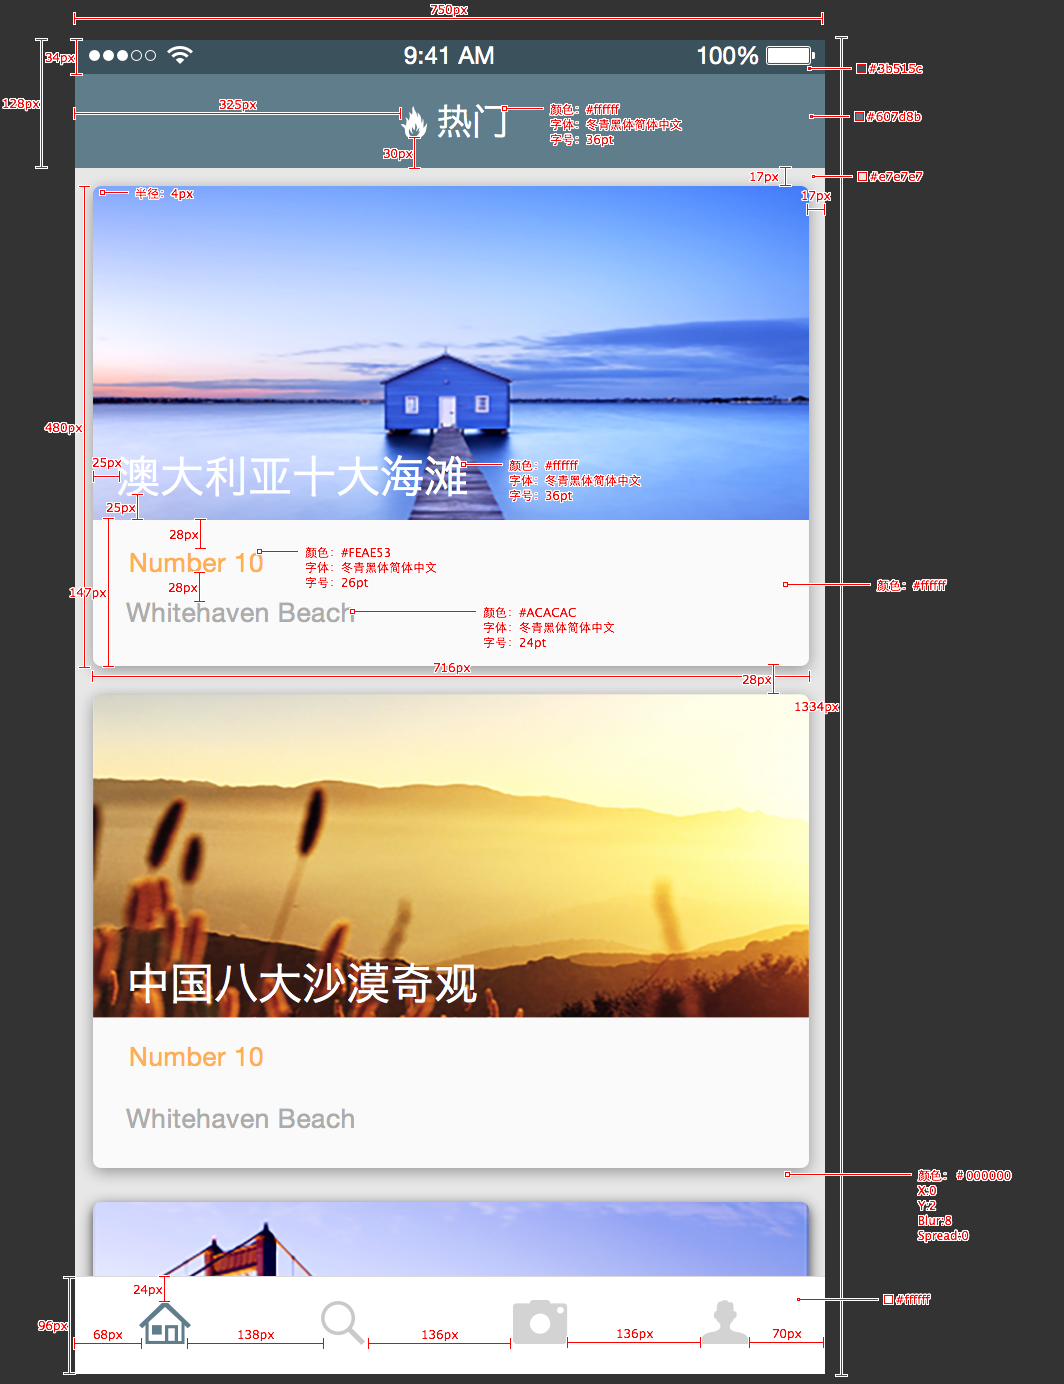 750px
34px
9:41 AM
100%
#3b515c
128px
325px
热门
颜色：#ffffff
字体：冬青黑体简体中文
字号：36pt
#607d8b
30px
17px
#e7e7e7
半径：4px
17px
480px
25px
澳大利亚十大海滩
颜色：#ffffff
字体：冬青黑体简体中文
字号：36pt
25px
28px
Number 10
颜色：#FEAE53
字体：冬青黑体简体中文
字号：26pt
28px
147px
颜色：#ffffff
Whitehaven Beach
颜色：#ACACAC
字体：冬青黑体简体中文
字号：24pt
716px
28px
1334px
中国八大沙漠奇观
Number 10
Whitehaven Beach
颜色：＃000000
X:0
Y:2
Blur:8
Spread:0
24px
#ffffff
96px
68px
138px
136px
136px
70px